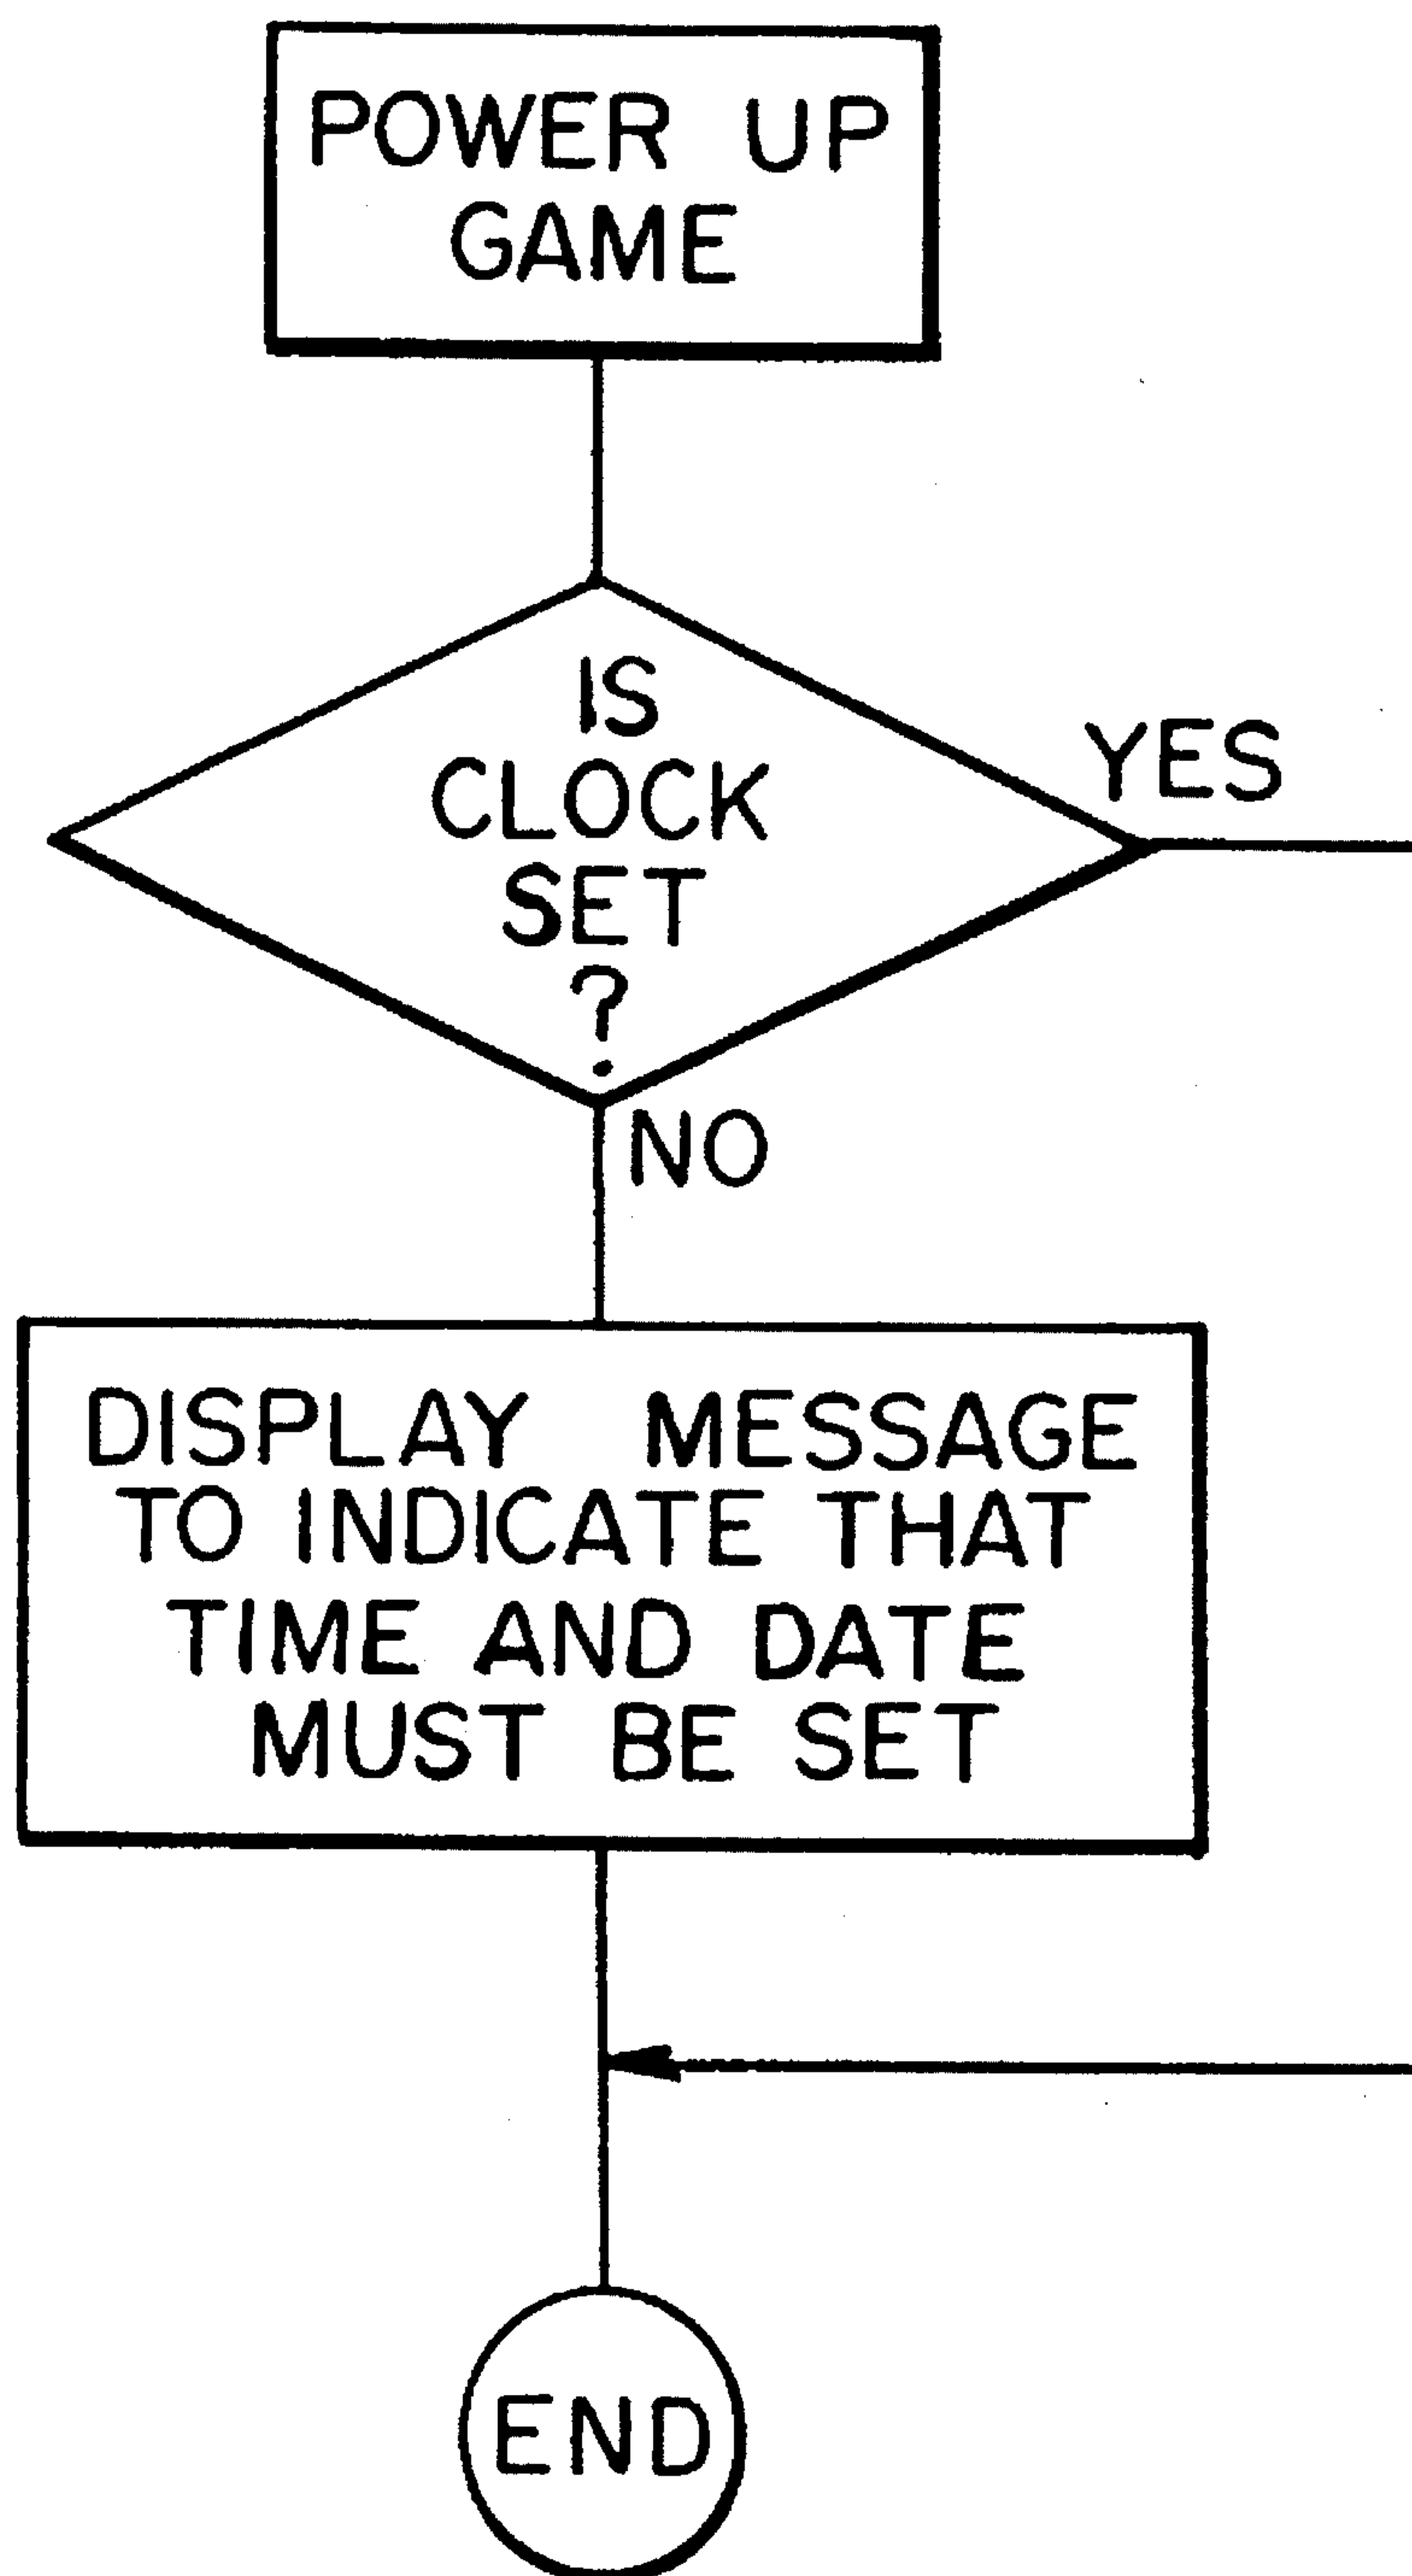 POWER UP
GAME
IS
CLOCK
SET
?
YES
NO
DISPLAY MESSAGE
TO INDICATE THAT
TIME AND DATE
MUST BE SET
END